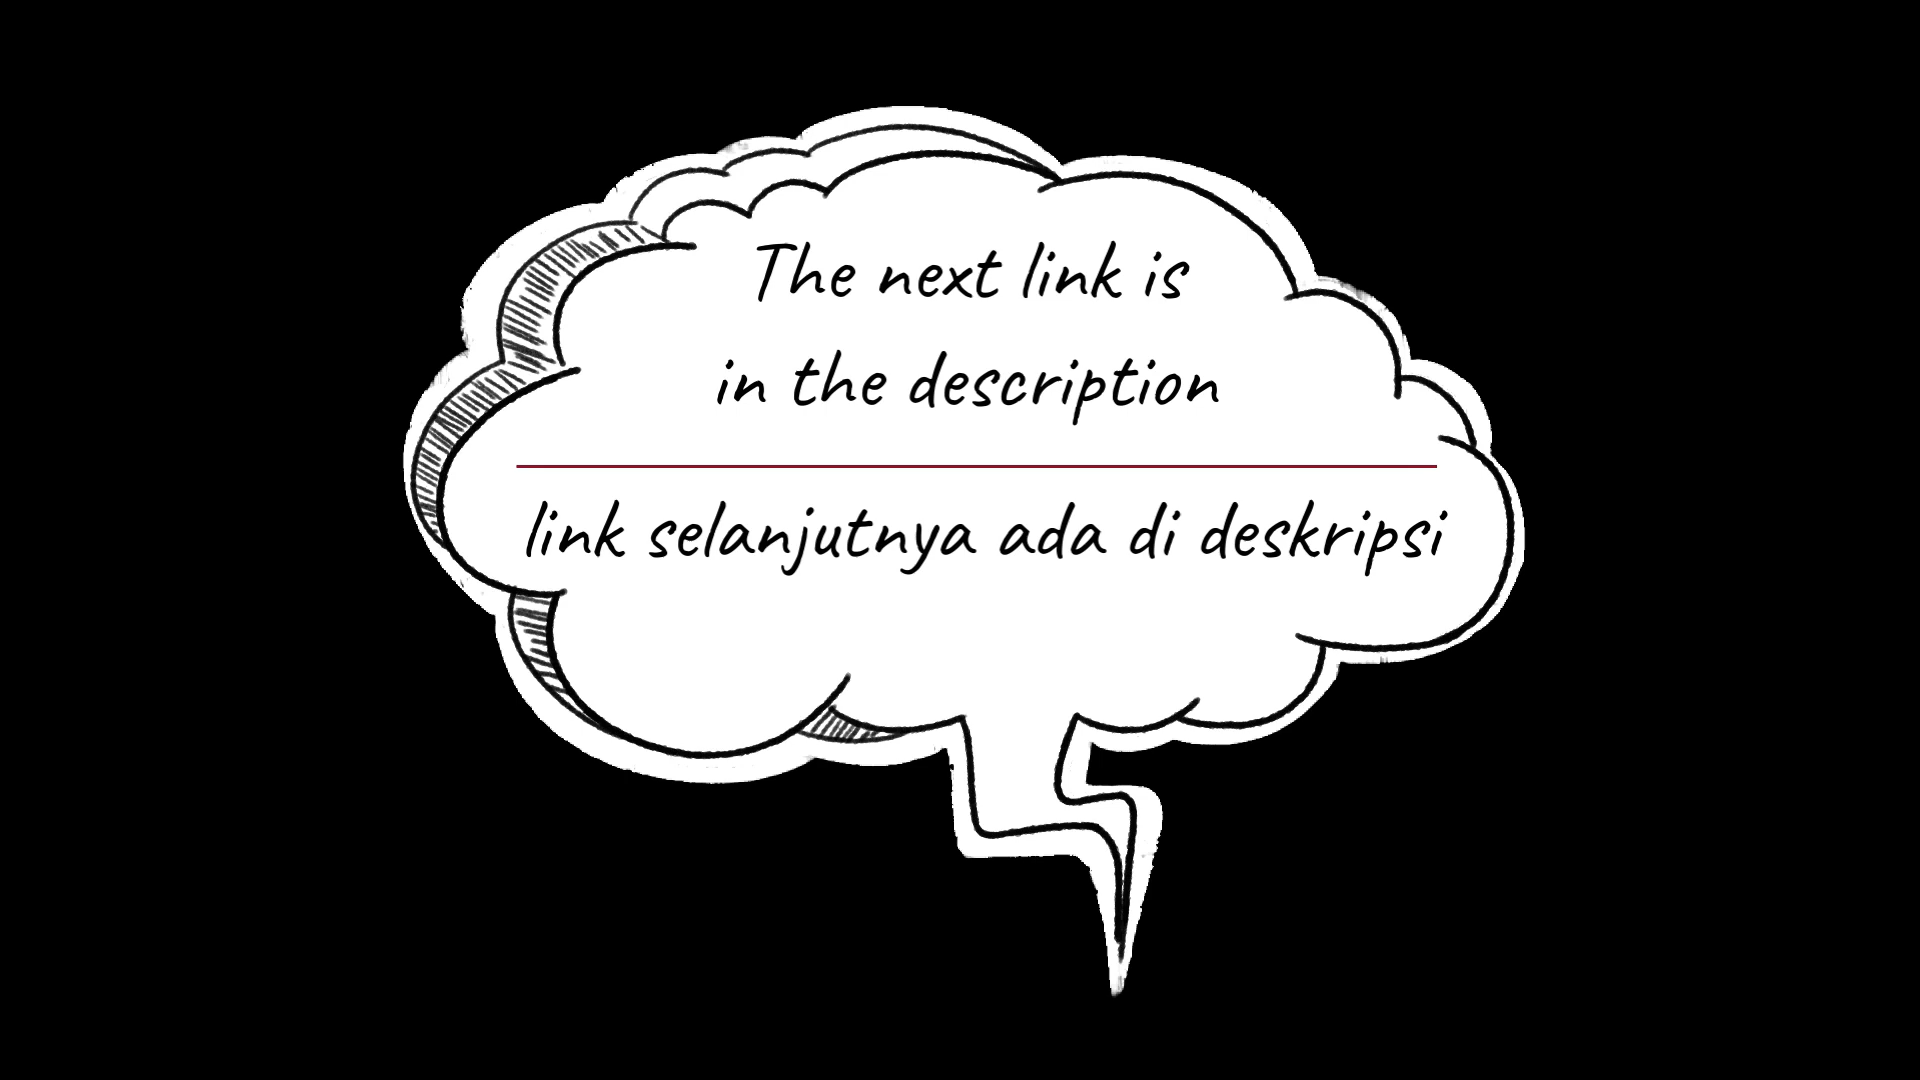 The next link is
in the description
link selanjutnya ada di deskripsi